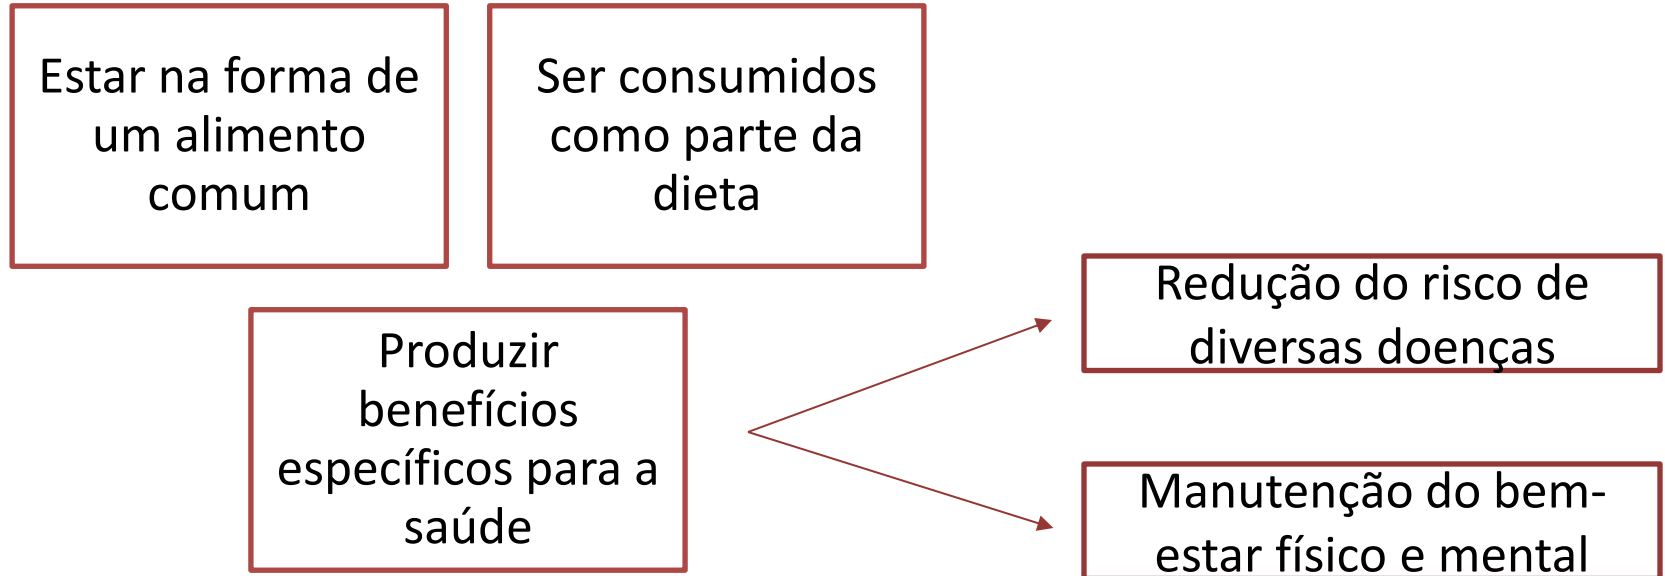 Estar na forma de
um alimento
comum
Ser consumidos
como parte da
dieta
Produzir
benefícios
específicos para a
saúde
Redução do risco de
diversas doenças
Manutenção do bem-
estar físico e mental